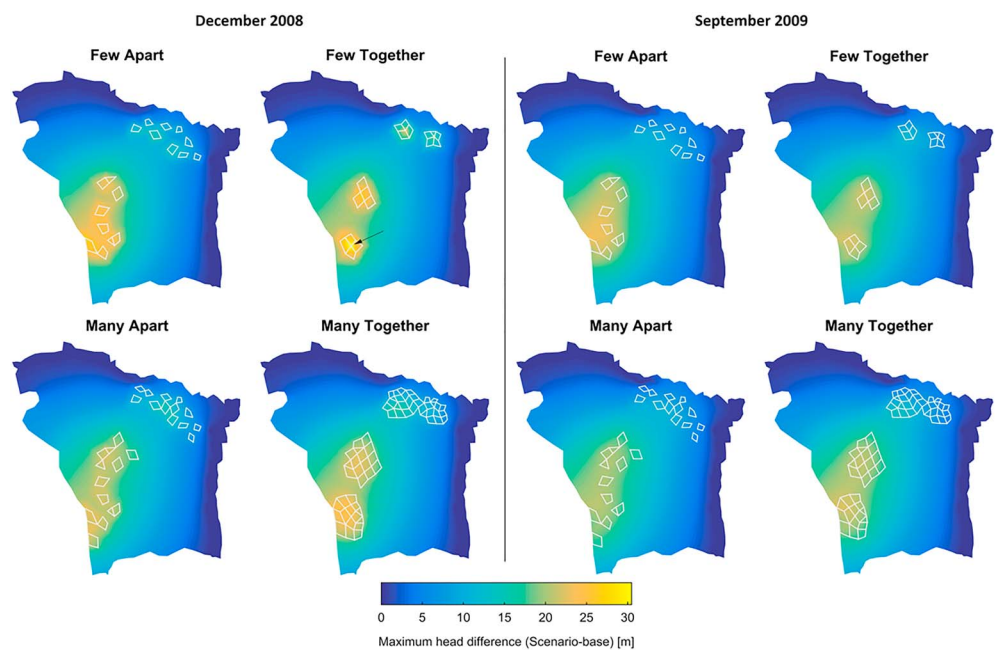 December 2008
September 2009
Few Apart
Few Together
Few Apart
Few Together
Many Apart
Many Together
Many Apart
Many Together
0 5 10 15 20 25 30
Maximum head difference (Scenario-base) [m]